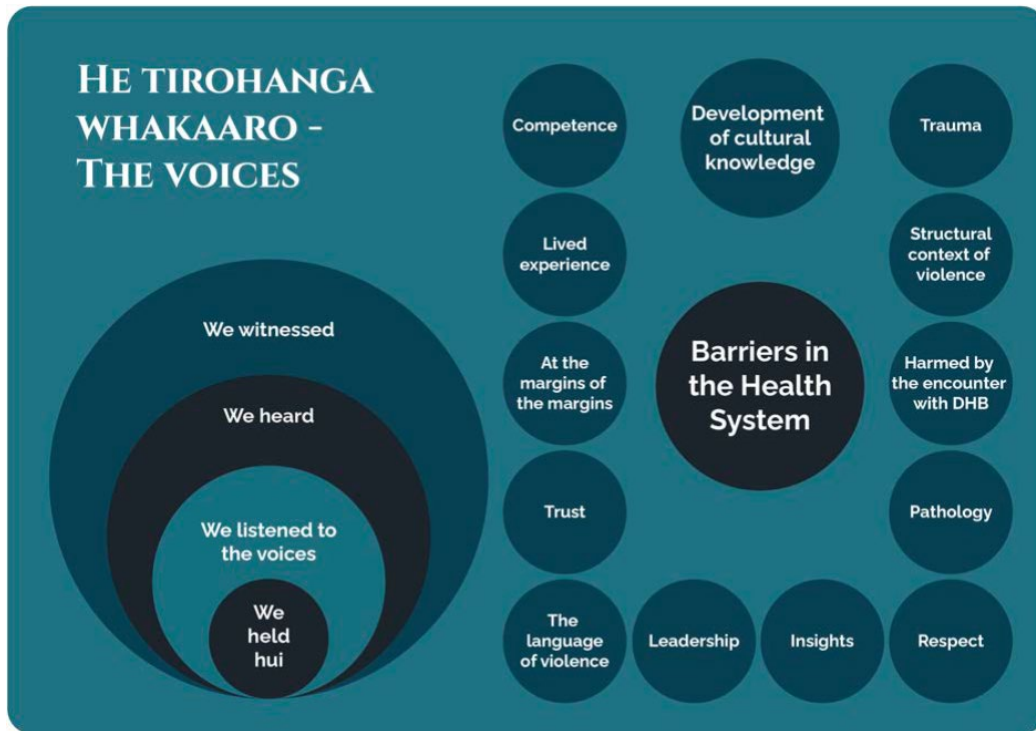 HE TIROHANGA
WHAKAARO -
THE VOICES
We witnessed
We heard
We listened to
the voices
We
held
hui
Competence
Development
of cultural
knowledge
Trauma
Lived
experience
Structural
context of
violence
At the
margins of
the margins
Barriers in
the Health
System
Harmed by
the encounter
with DHB
Trust
Pathology
The
language
of violence
Leadership
Insights
Respect